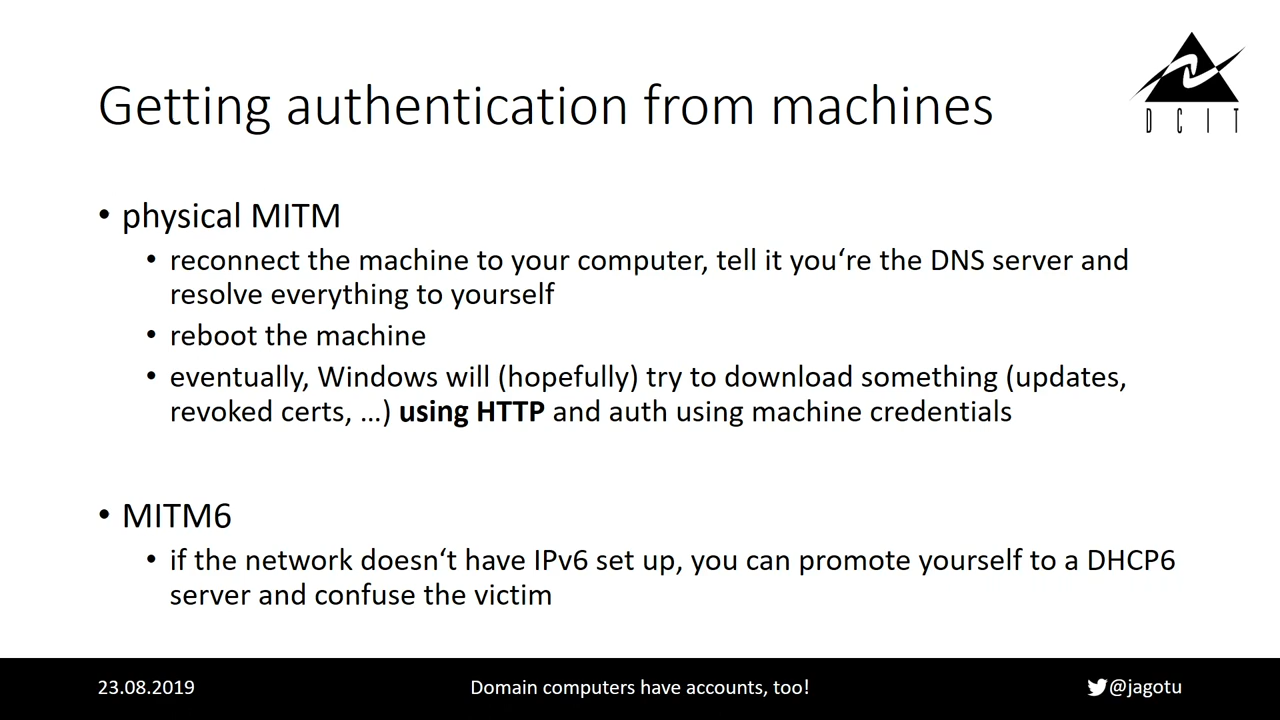 Getting authentication from machines
DCIT
• physical MITM
• reconnect the machine to your computer, tell it you‘re the DNS server and
resolve everything to yourself
• reboot the machine
• eventually, Windows will (hopefully) try to download something (updates,
revoked certs, …) using HTTP and auth using machine credentials
• MITM6
• if the network doesn‘t have IPv6 set up, you can promote yourself to a DHCP6
server and confuse the victim
23.08.2019
Domain computers have accounts, too!
@jagotu